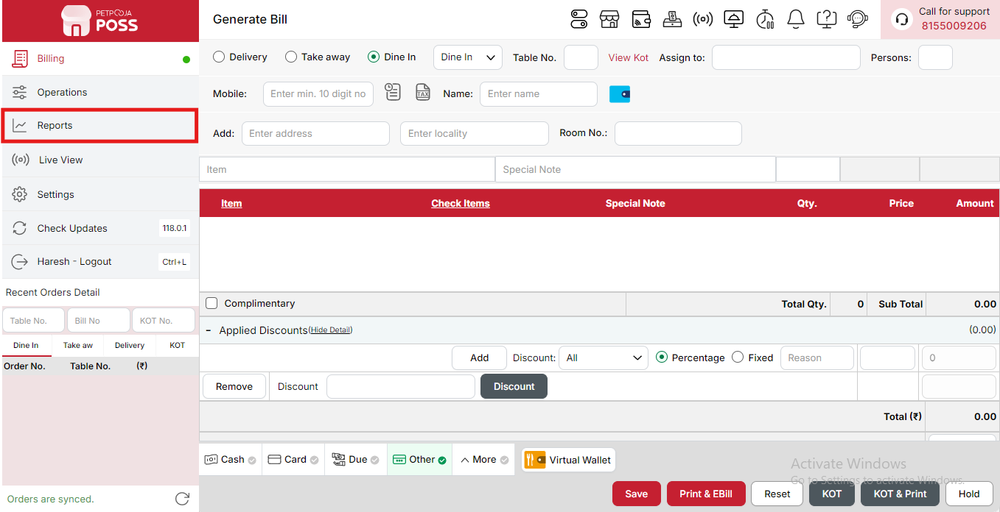 PETPOOJA
POSS
Generate Bill
Call for support
8155009206
Billing
Operations
Reports
Live View
Settings
Check Updates 118.0.1
Haresh - Logout Ctrl+L
Recent Orders Detail
Table No. Bill No KOT No.
Dine In Take aw Delivery KOT
Order No. Table No. (₹)
Orders are synced.
Delivery Take away Dine In Dine In Table No. View Kot Assign to: Persons:
Mobile: Enter min. 10 digit no TAX Name: Enter name
Add: Enter address Enter locality Room No.:
Item Special Note
Item Check Items Special Note Qty. Price Amount
Complimentary Total Qty. 0 Sub Total 0.00
- Applied Discounts(Hide Detail) (0.00)
Add Discount: All Percentage Fixed Reason 0
Remove Discount Discount
Total (₹) 0.00
Cash Card Due Other More Virtual Wallet
Activate Windows
Go to Settings to activate Windows.
Save Print & EBill Reset KOT KOT & Print Hold